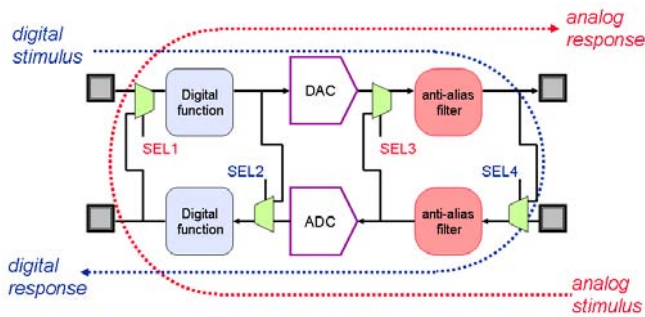 digital
stimulus
analog
response
Digital
function
DAC
anti-alias
filter
SEL1
SEL2
SEL3
SEL4
Digital
function
ADC
anti-alias
filter
digital
response
analog
stimulus